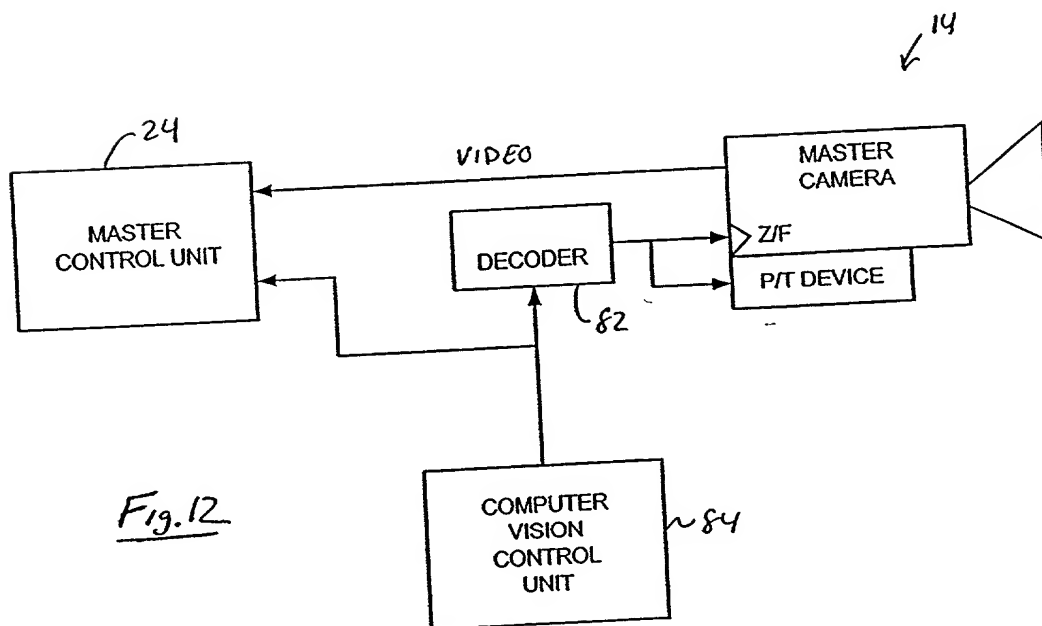 14
24
VIDEO
MASTER
CAMERA
MASTER
CONTROL UNIT
DECODER
Z/F
P/T DEVICE
82
Fig. 12
COMPUTER
VISION
CONTROL
UNIT
84